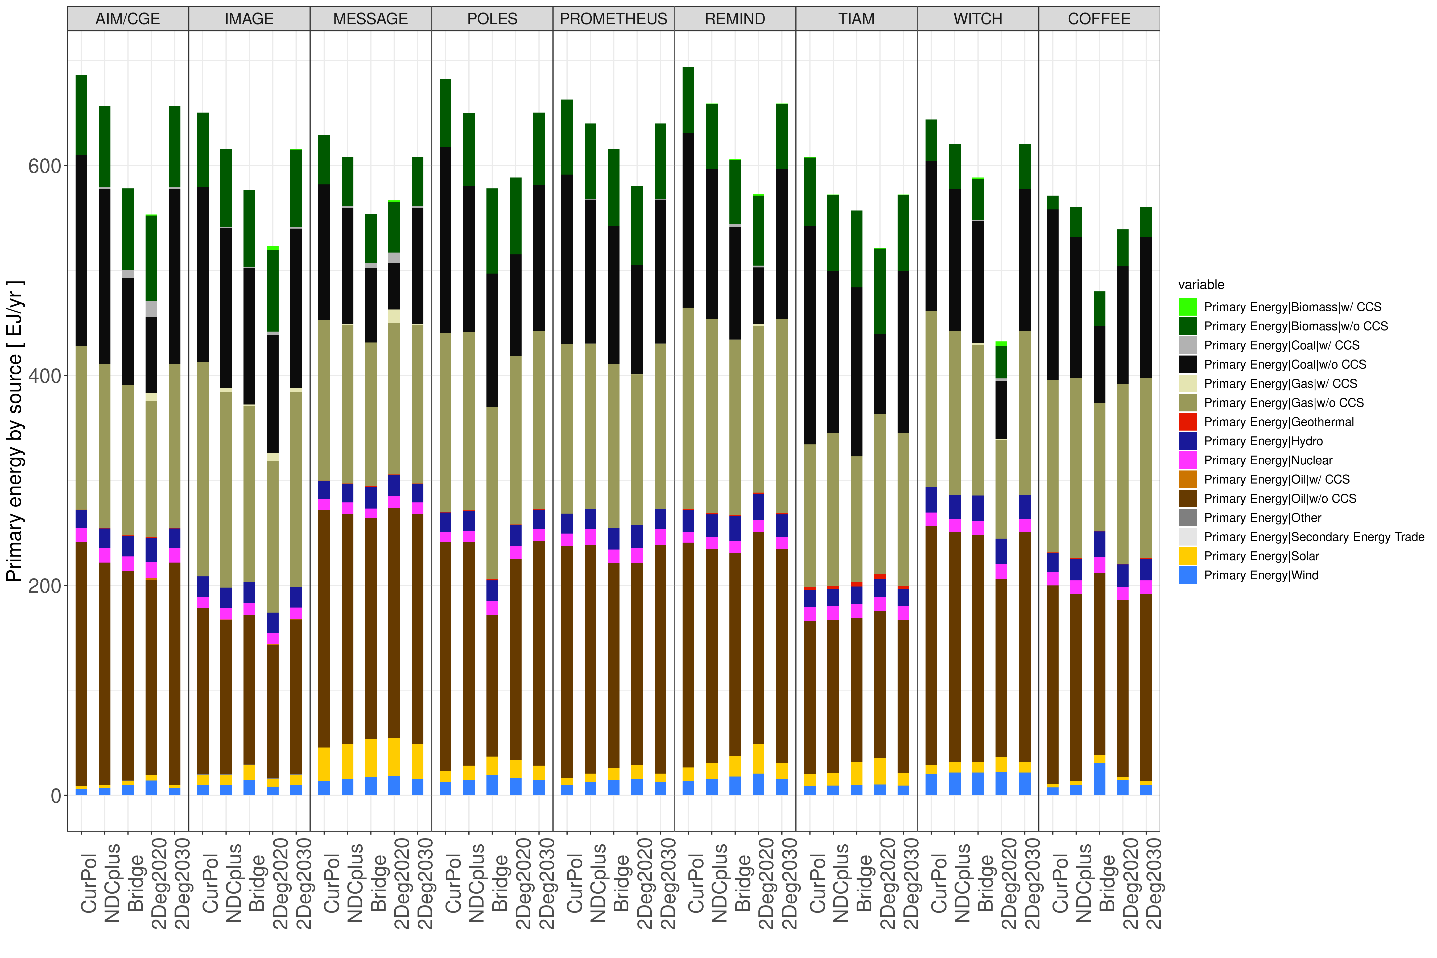 AIM/CGE IMAGE MESSAGE POLES PROMETHEUS REMIND TIAM WITCH COFFEE
Primary energy by source [ EJ/yr ]
600
400
200
0
CurPol NDCplus Bridge 2Deg2020 2Deg2030 CurPol NDCplus Bridge 2Deg2020 2Deg2030 CurPol NDCplus Bridge 2Deg2020 2Deg2030 CurPol NDCplus Bridge 2Deg2020 2Deg2030 CurPol NDCplus Bridge 2Deg2020 2Deg2030 CurPol NDCplus Bridge 2Deg2020 2Deg2030 CurPol NDCplus Bridge 2Deg2020 2Deg2030 CurPol NDCplus Bridge 2Deg2020 2Deg2030 CurPol NDCplus Bridge 2Deg2020 2Deg2030
variable
Primary Energy|Biomass|w/ CCS
Primary Energy|Biomass|w/o CCS
Primary Energy|Coal|w/ CCS
Primary Energy|Coal|w/o CCS
Primary Energy|Gas|w/ CCS
Primary Energy|Gas|w/o CCS
Primary Energy|Geothermal
Primary Energy|Hydro
Primary Energy|Nuclear
Primary Energy|Oil|w/ CCS
Primary Energy|Oil|w/o CCS
Primary Energy|Other
Primary Energy|Secondary Energy Trade
Primary Energy|Solar
Primary Energy|Wind